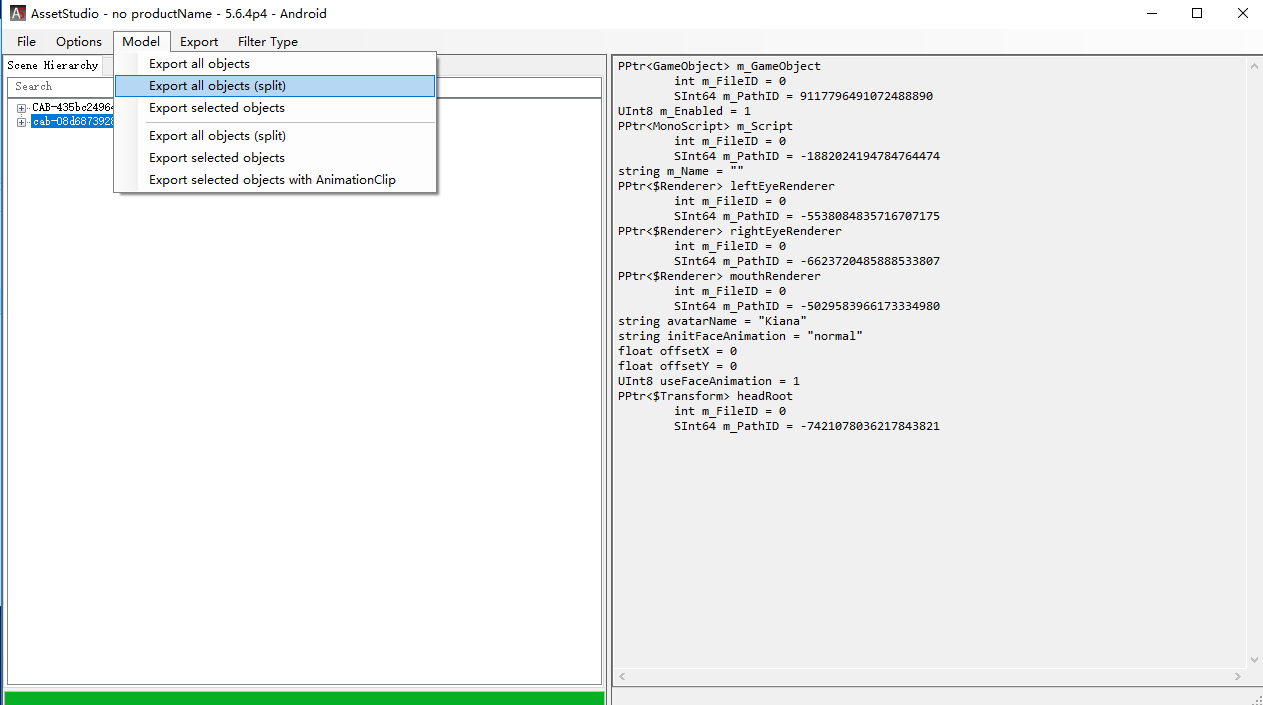 AssetStudio - no productName - 5.6.4p4 - Android
File Options Model Export Filter Type
Scene Hierarchy
Search
CAB-435bc24964
cab-08d6873928
Export all objects
Export all objects (split)
Export selected objects
Export all objects (split)
Export selected objects
Export selected objects with AnimationClip
PPtr<GameObject> m_GameObject
int m_FileID = 0
SInt64 m_PathID = 9117796491072488890
UInt8 m_Enabled = 1
PPtr<MonoScript> m_Script
int m_FileID = 0
SInt64 m_PathID = -1882024194784764474
string m_Name = ""
PPtr<$Renderer> leftEyeRenderer
int m_FileID = 0
SInt64 m_PathID = -5538084835716707175
PPtr<$Renderer> rightEyeRenderer
int m_FileID = 0
SInt64 m_PathID = -6623720485888533807
PPtr<$Renderer> mouthRenderer
int m_FileID = 0
SInt64 m_PathID = -5029583966173334980
string avatarName = "Kiana"
string initFaceAnimation = "normal"
float offsetX = 0
float offsetY = 0
UInt8 useFaceAnimation = 1
PPtr<$Transform> headRoot
int m_FileID = 0
SInt64 m_PathID = -7421078036217843821